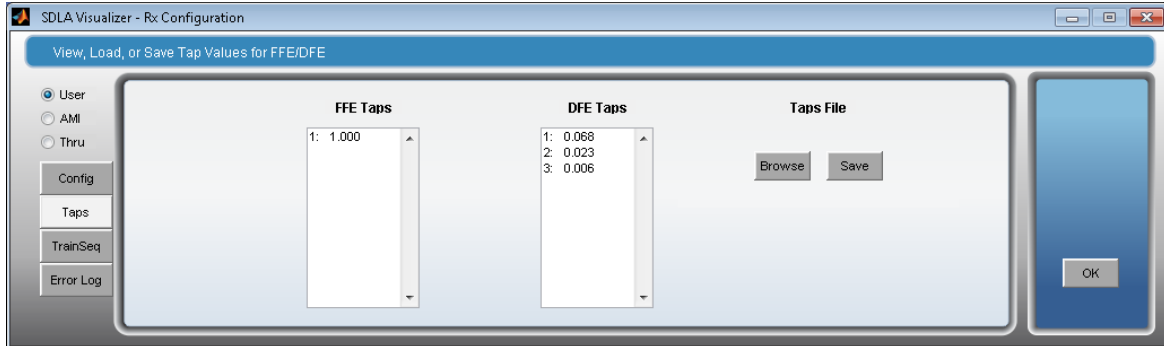 SDLA Visualizer - Rx Configuration
View, Load, or Save Tap Values for FFE/DFE
User
AMI
Thru
Config
Taps
TrainSeq
Error Log
FFE Taps
1: 1.000
DFE Taps
1: 0.068
2: 0.023
3: 0.006
Taps File
Browse
Save
OK